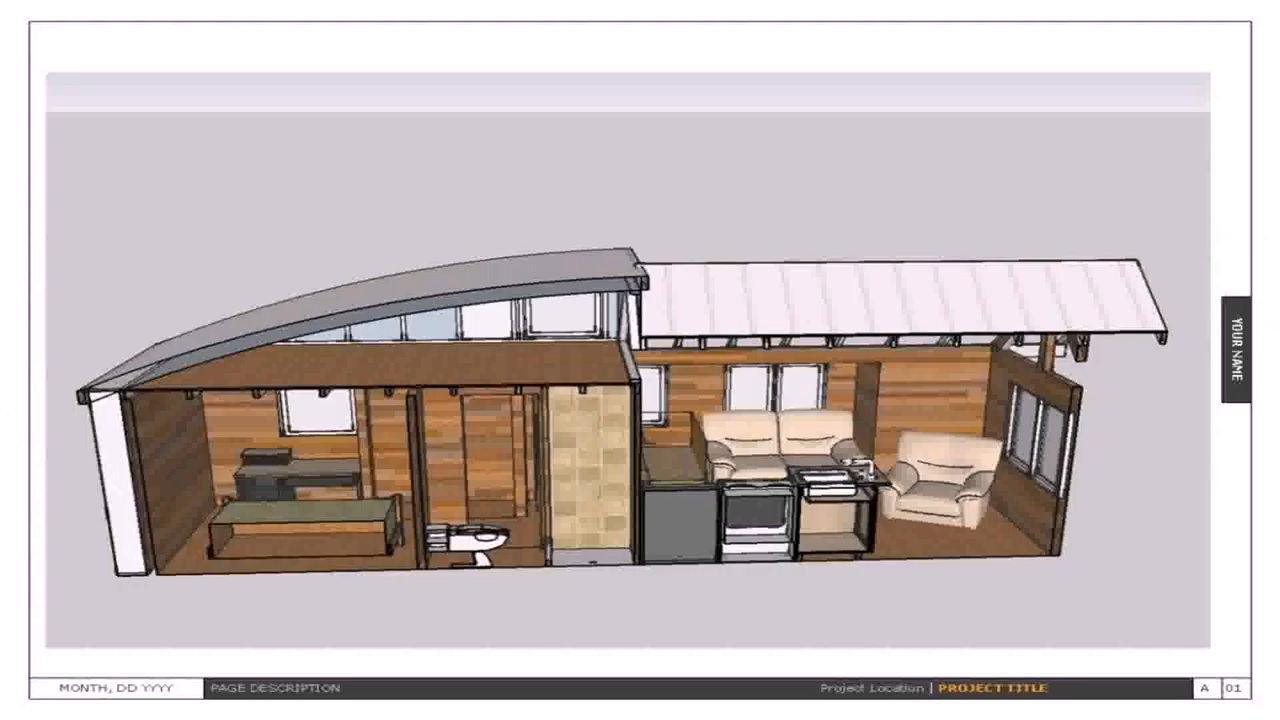 YOUR NAME
MONTH, DD YYYY
PAGE DESCRIPTION
Project Location | PROJECT TITLE
A
01